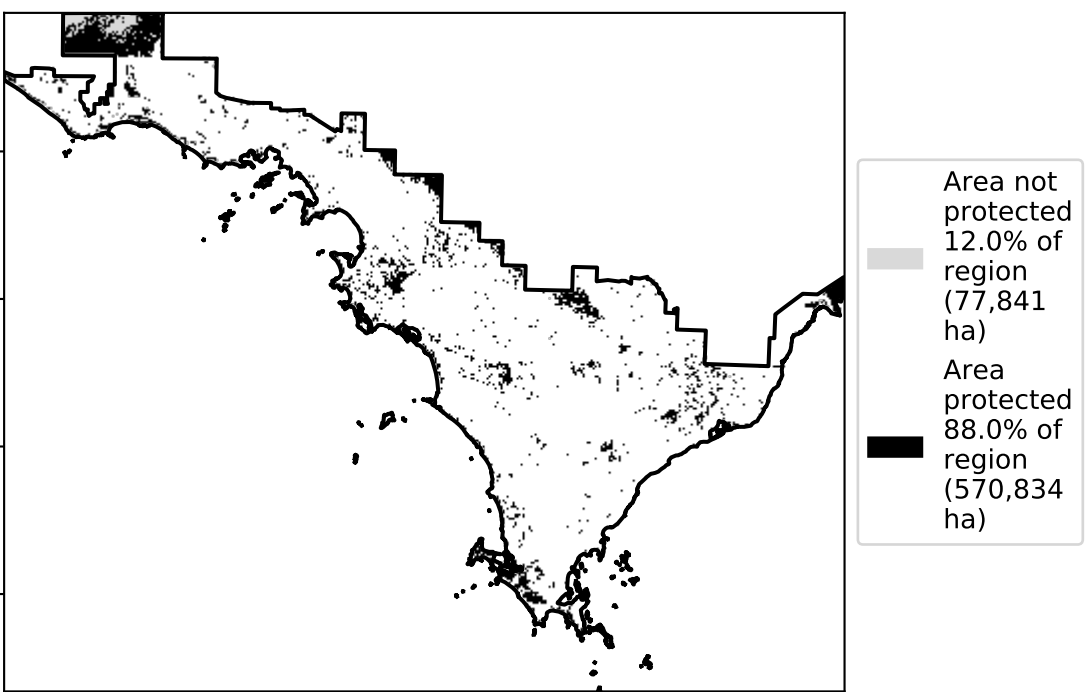 Area not
protected
12.0% of
region
(77,841
ha)
Area
protected
88.0% of
region
(570,834
ha)